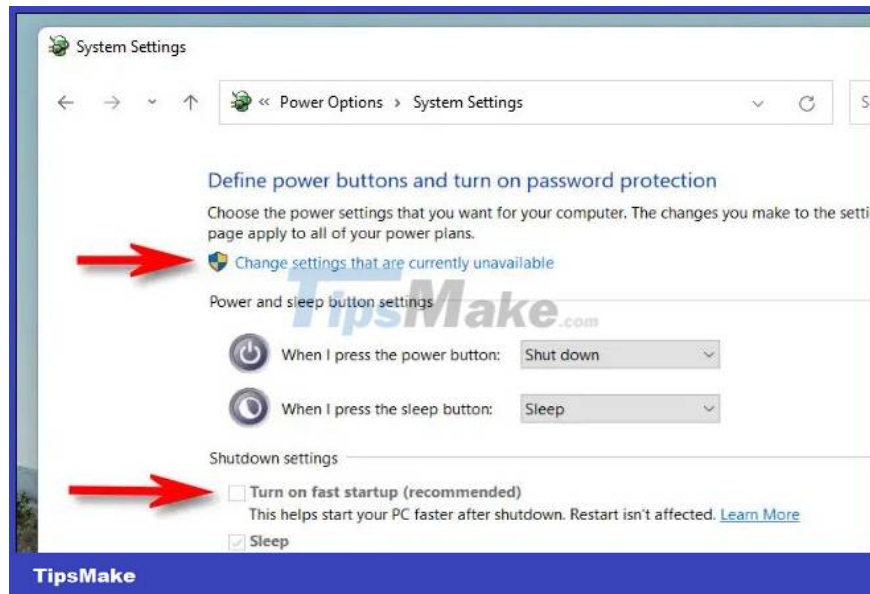 System Settings
« Power Options › System Settings
S
Define power buttons and turn on password protection
Choose the power settings that you want for your computer. The changes you make to the setti
page apply to all of your power plans.
Change settings that are currently unavailable
TipsMake.com
Power and sleep button settings
When I press the power button: Shut down
When I press the sleep button: Sleep
Shutdown settings
Turn on fast startup (recommended)
This helps start your PC faster after shutdown. Restart isn't affected. Learn More
Sleep
TipsMake